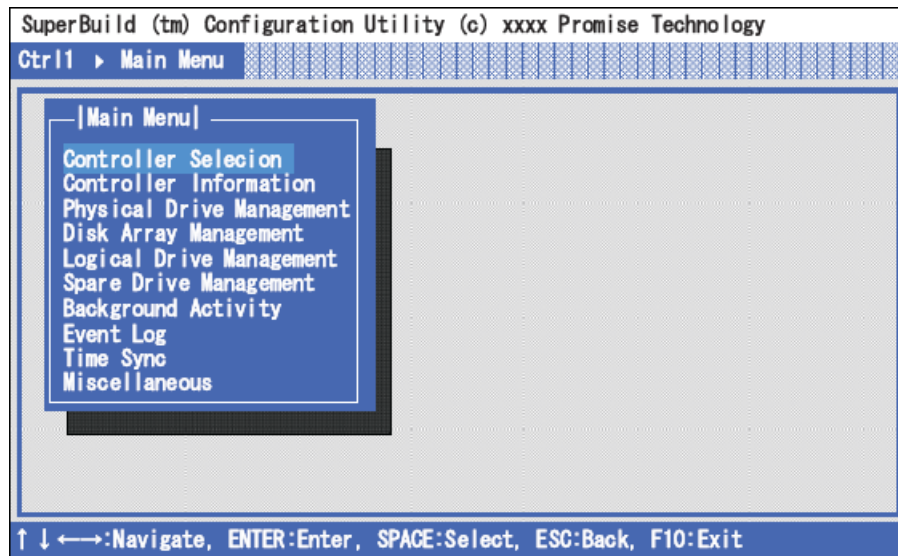 SuperBuild (tm) Configuration Utility (c) xxxx Promise Technology
Ctrl1 ▸ Main Menu
|Main Menu|
Controller Selecion
Controller Information
Physical Drive Management
Disk Array Management
Logical Drive Management
Spare Drive Management
Background Activity
Event Log
Time Sync
Miscellaneous
↑↓←→:Navigate, ENTER:Enter, SPACE:Select, ESC:Back, F10:Exit